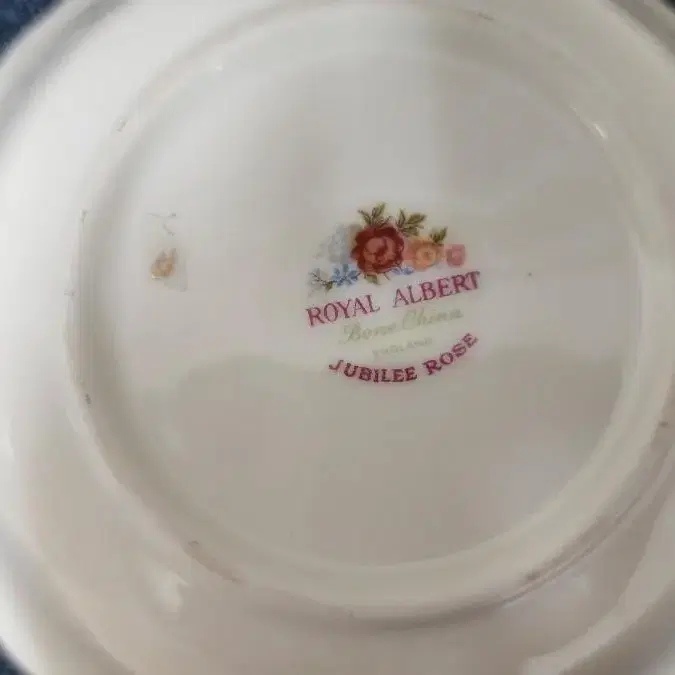 ROYAL ALBERT
Bone China
ENGLAND
JUBILEE ROSE